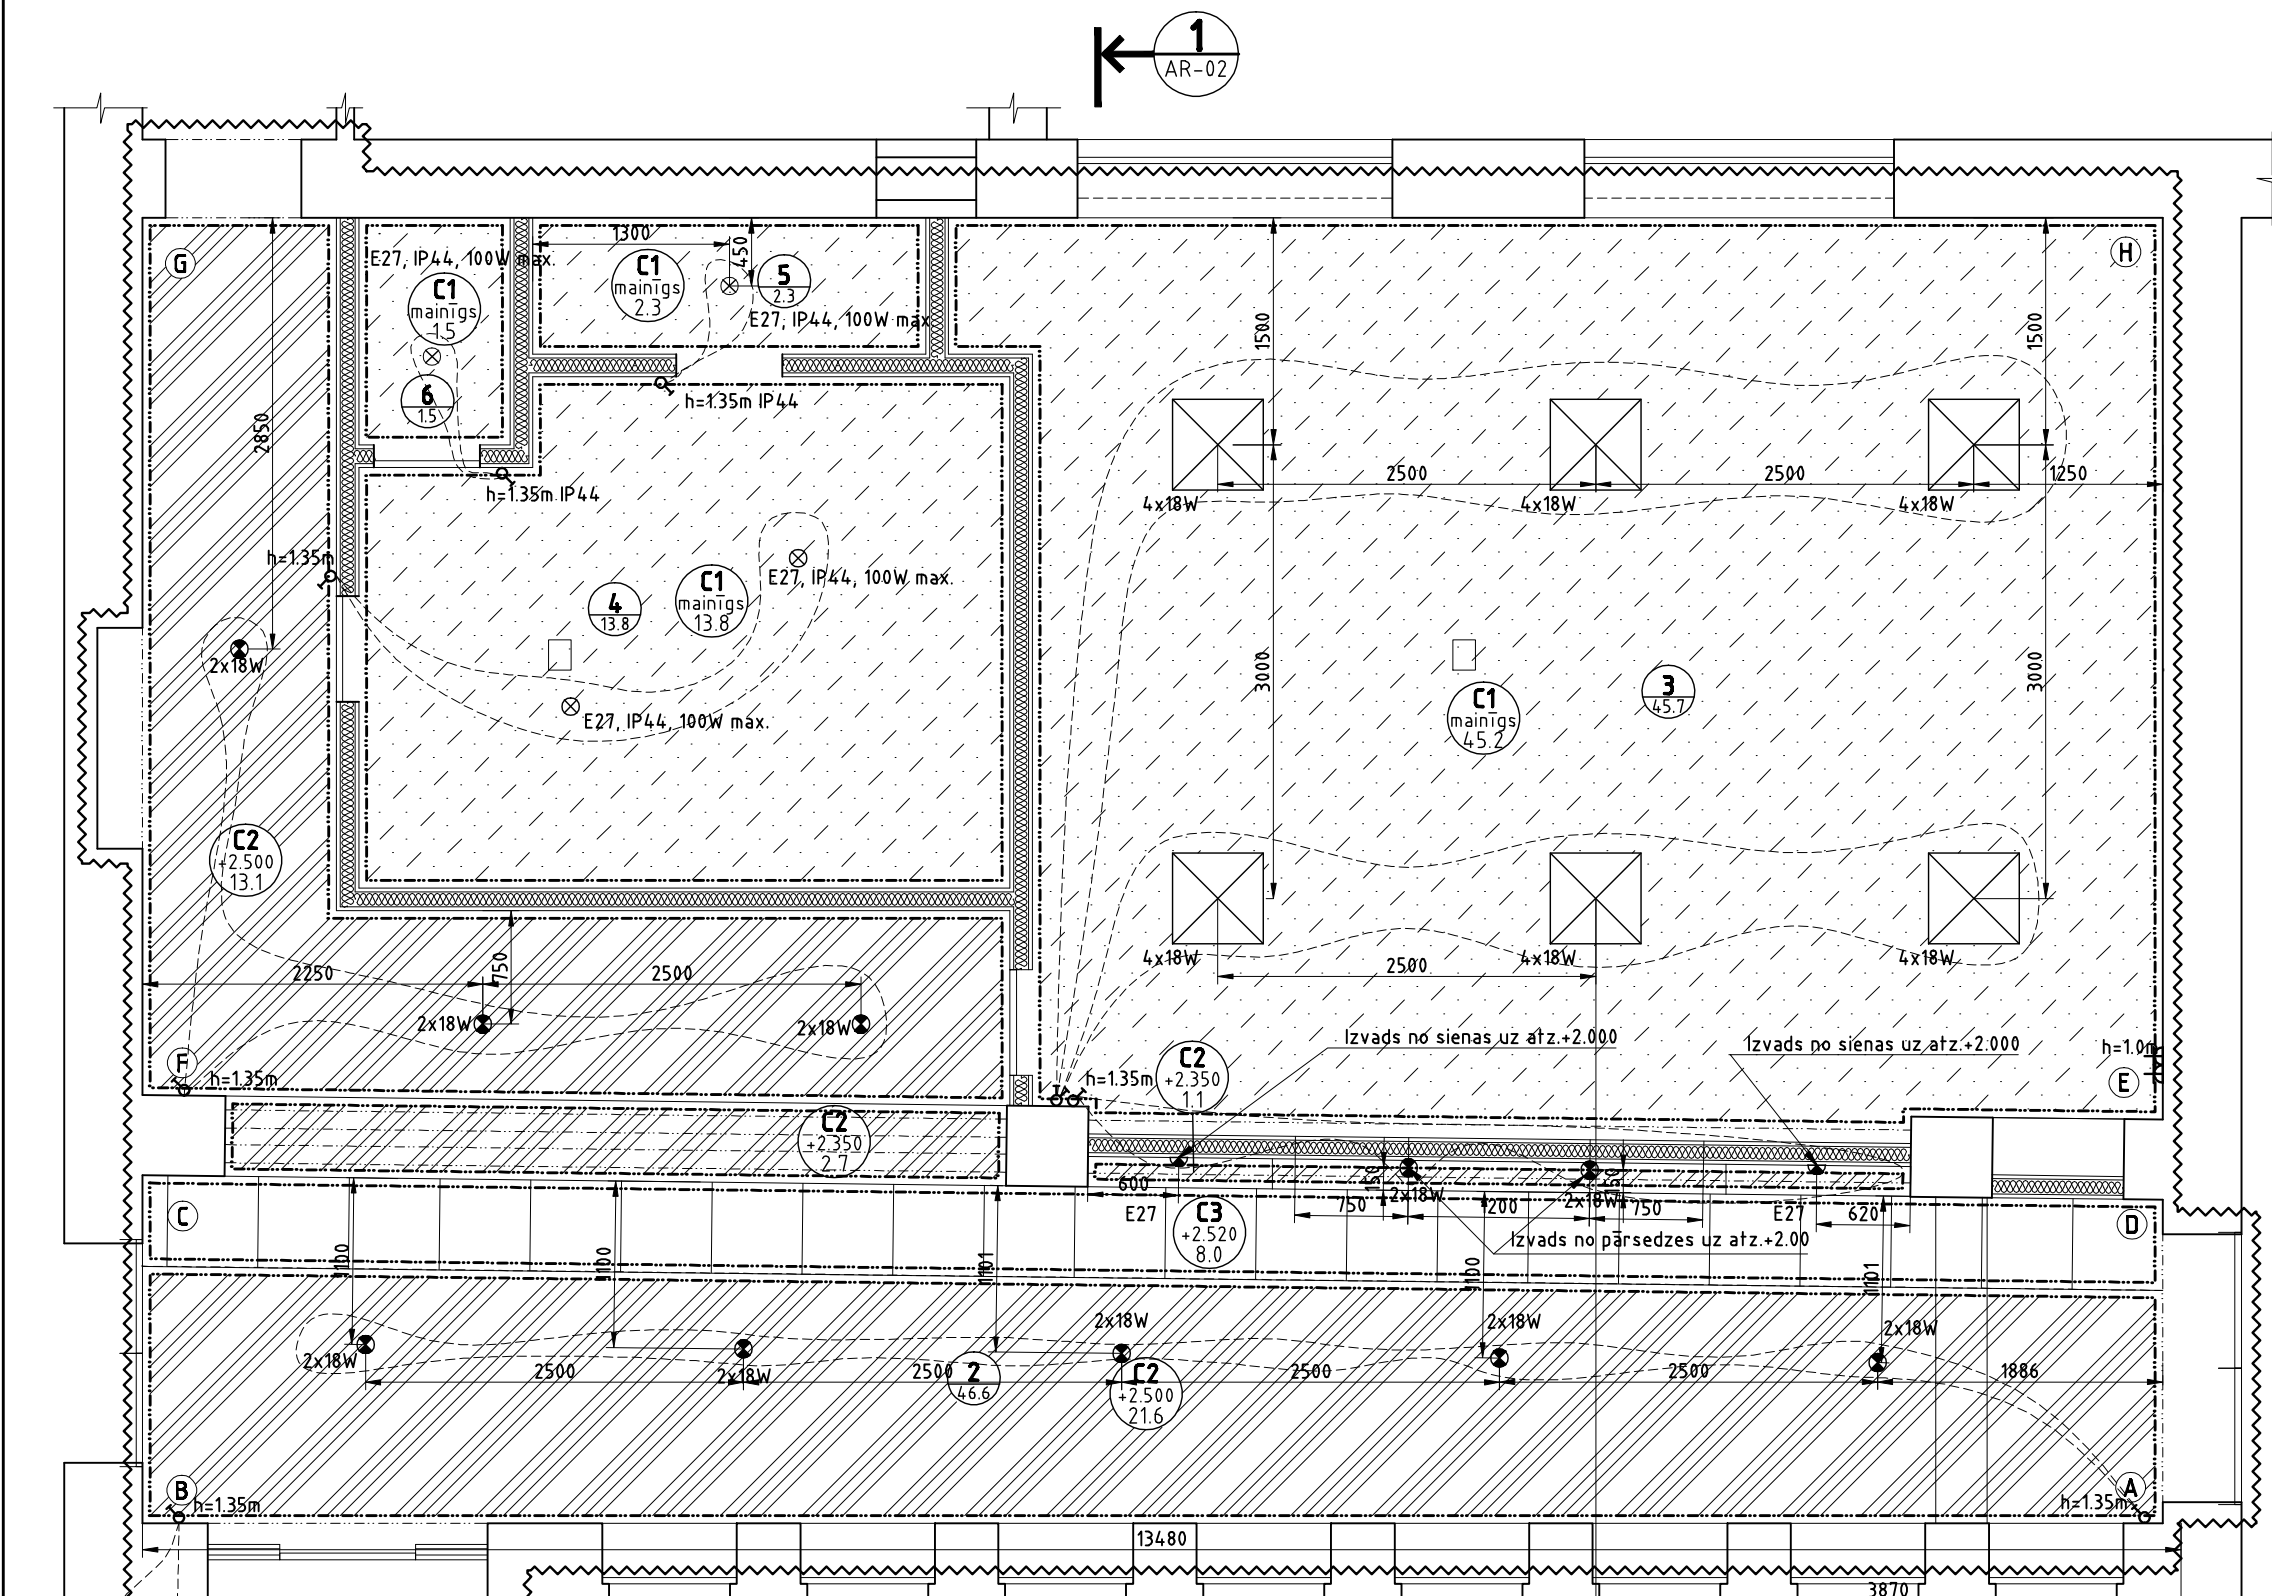 1
AR-02
G
E27, IP44, 100W max.
C1
mainīgs
1.5
6
1.5
1300
450
C1
mainīgs
2.3
5
2.3
E27, IP44, 100W max.
H
1500
1500
2850
h=1.35m IP44
h=1.35m IP44
2500
2500
1250
4x18W
4x18W
4x18W
h=1.35m
E27, IP44, 100W max.
4
13.8
C1
mainīgs
13.8
2x18W
E27, IP44, 100W max.
3000
3000
C1
mainīgs
45.2
3
45.7
C2
+2.500
13.1
2250
750
2500
2x18W
2x18W
4x18W
4x18W
4x18W
2500
Izvads no sienas uz atz.+2.000
Izvads no sienas uz atz.+2.000
h=1.0m
F
h=1.35m
h=1.35m
C2
+2.350
1.1
E
C2
+2.350
2.7
600
150
2x18W
2x18W
150
750
1200
750
E27
E27
620
C
C3
+2.520
8.0
D
Izvads no pārsedzes uz atz.+2.00
1100
1100
1101
1100
1101
2x18W
2x18W
2x18W
2x18W
2x18W
2500
2500
2500
2500
1886
2
46.6
C2
+2.500
21.6
B
h=1.35m
A
h=1.35m
13480
3870